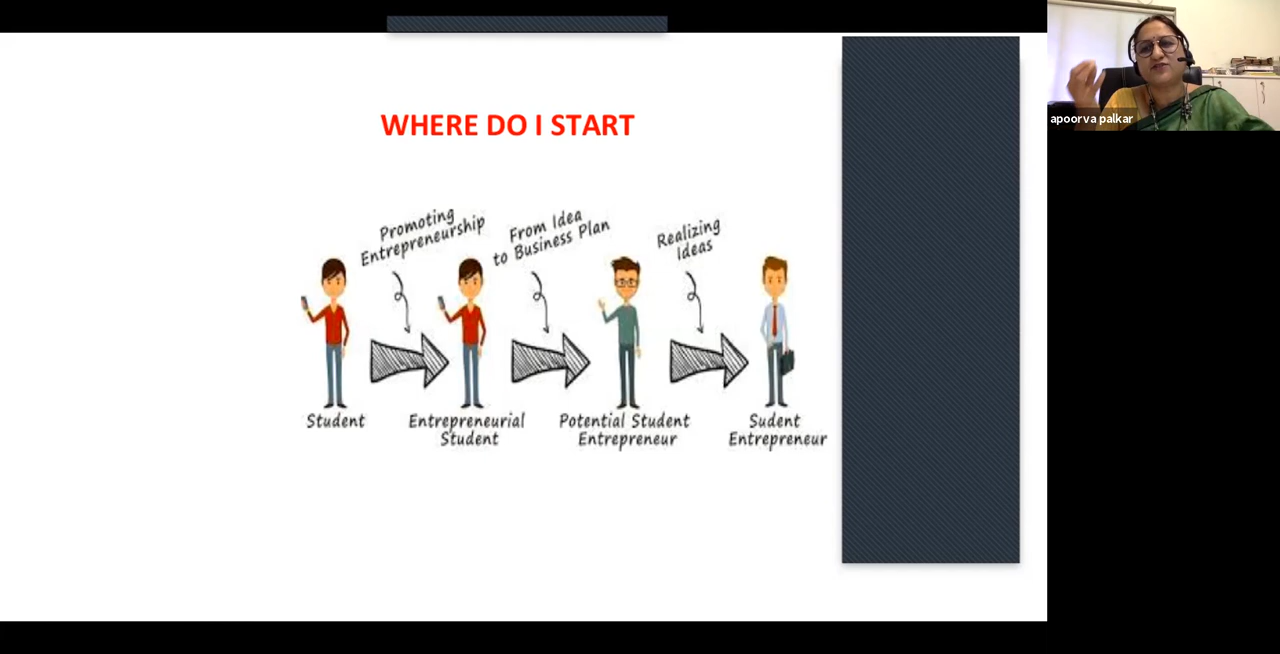 WHERE DO I START
Promoting
Entrepreneurship
From Idea
to Business Plan
Realizing
Ideas
Student
Entrepreneurial
Student
Potential Student
Entrepreneur
Sudent
Entrepreneur
apoorva palkar